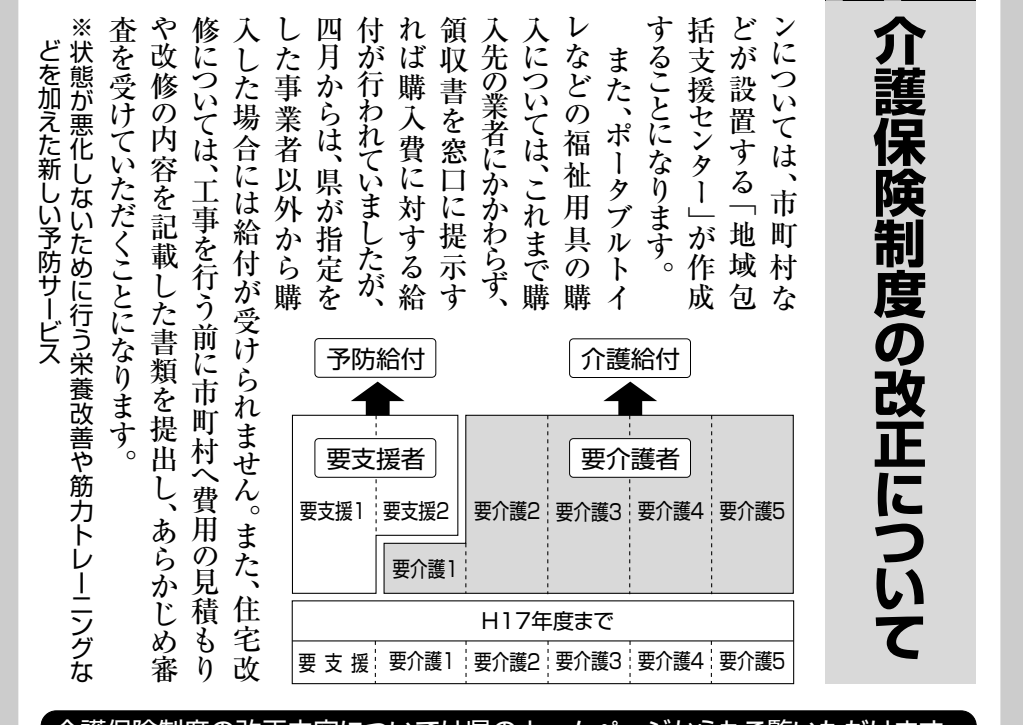 介護保険制度の改正について
ンについては、市町村な
どが設置する「地域包
括支援センター」が作成
することになります。
また、ポータブルトイ
レなどの福祉用具の購
入については、これまで購
入先の業者にかかわらず、
領収書を窓口に提示す
れば購入費に対する給
付が行われていましたが、
四月からは、県が指定を
した事業者以外から購
入した場合には給付が受けられません。また、住宅改
修については、工事を行う前に市町村へ費用の見積もり
や改修の内容を記載した書類を提出し、あらかじめ審
査を受けていただくことになります。
※状態が悪化しないために行う栄養改善や筋力トレーニングな
どを加えた新しい予防サービス
予防給付
介護給付
要支援者
要介護者
要支援1
要支援2
要介護2
要介護3
要介護4
要介護5
要介護1
H17年度まで
要支援
要介護1
要介護2
要介護3
要介護4
要介護5